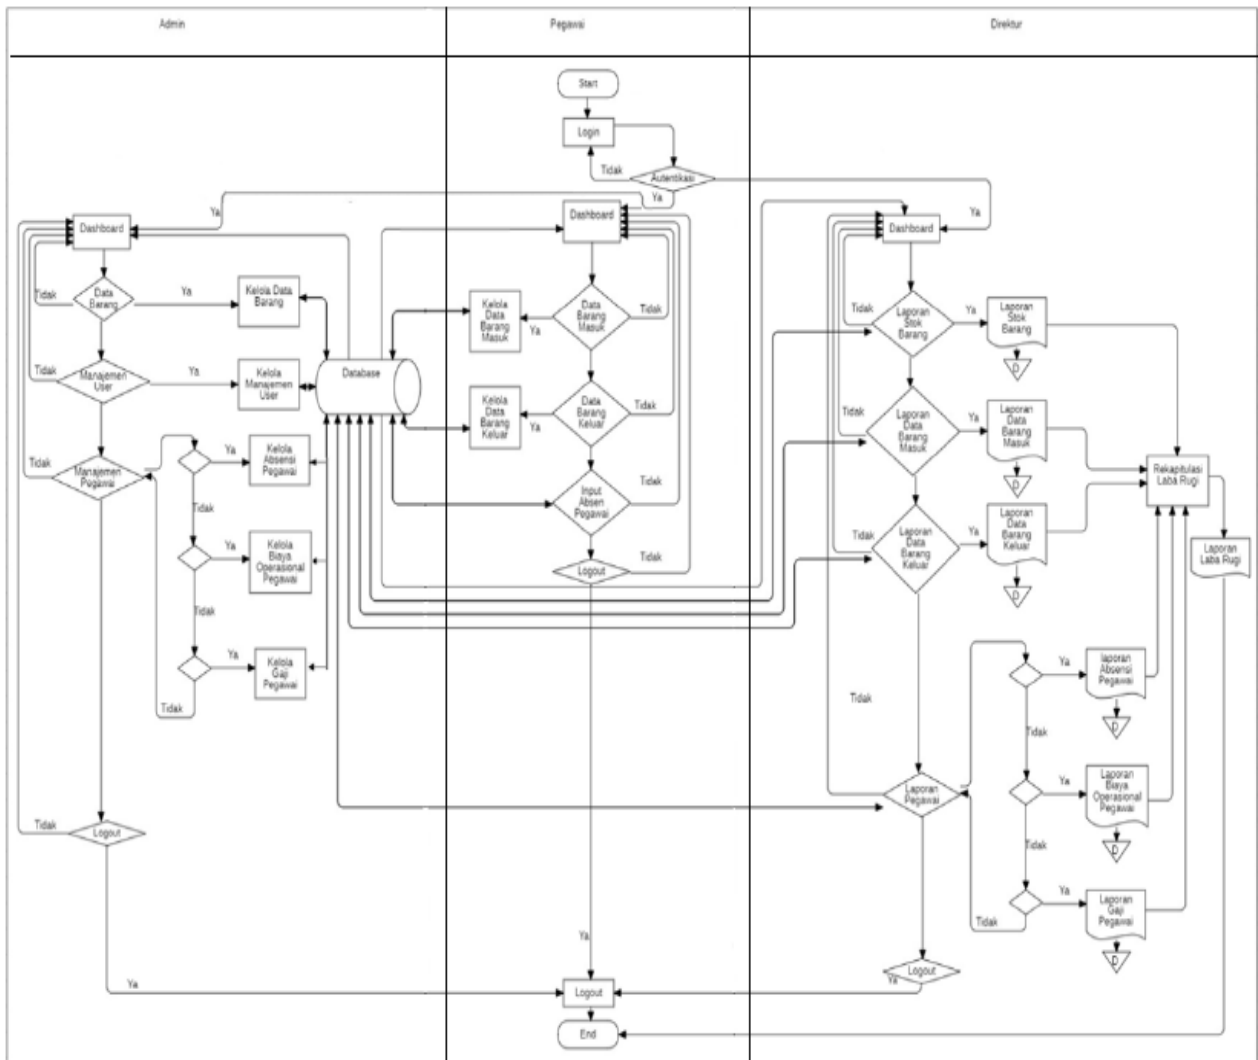 Admin
Pegawai
Direktur
Start
Login
Tidak
Autentikasi
Ya
Ya
Ya
Dashboard
Tidak
Data
Barang
Ya
Kelola Data
Barang
Tidak
Manajemen
User
Ya
Kelola
Manajemen
User
Database
Tidak
Manajemen
Pegawai
Ya
Kelola
Absensi
Pegawai
Tidak
Ya
Kelola
Biaya
Operasional
Pegawai
Tidak
Ya
Kelola
Gaji
Pegawai
Tidak
Tidak
Logout
Ya
Dashboard
Kelola
Data
Barang
Masuk
Ya
Data
Barang
Masuk
Tidak
Kelola
Data
Barang
Keluar
Ya
Data
Barang
Keluar
Tidak
Input
Absen
Pegawai
Tidak
Logout
Tidak
Ya
Logout
End
Dashboard
Tidak
Laporan
Stok
Barang
Ya
Laporan
Stok
Barang
D
Tidak
Laporan
Data
Barang
Masuk
Ya
Laporan
Data
Barang
Masuk
D
Tidak
Laporan
Data
Barang
Keluar
Ya
Laporan
Data
Barang
Keluar
D
Rekapitulasi
Laba Rugi
Laporan
Laba Rugi
Tidak
Laporan
Pegawai
Ya
laporan
Absensi
Pegawai
D
Tidak
Ya
Laporan
Biaya
Operasional
Pegawai
D
Tidak
Ya
Laporan
Gaji
Pegawai
D
Tidak
Logout
Ya